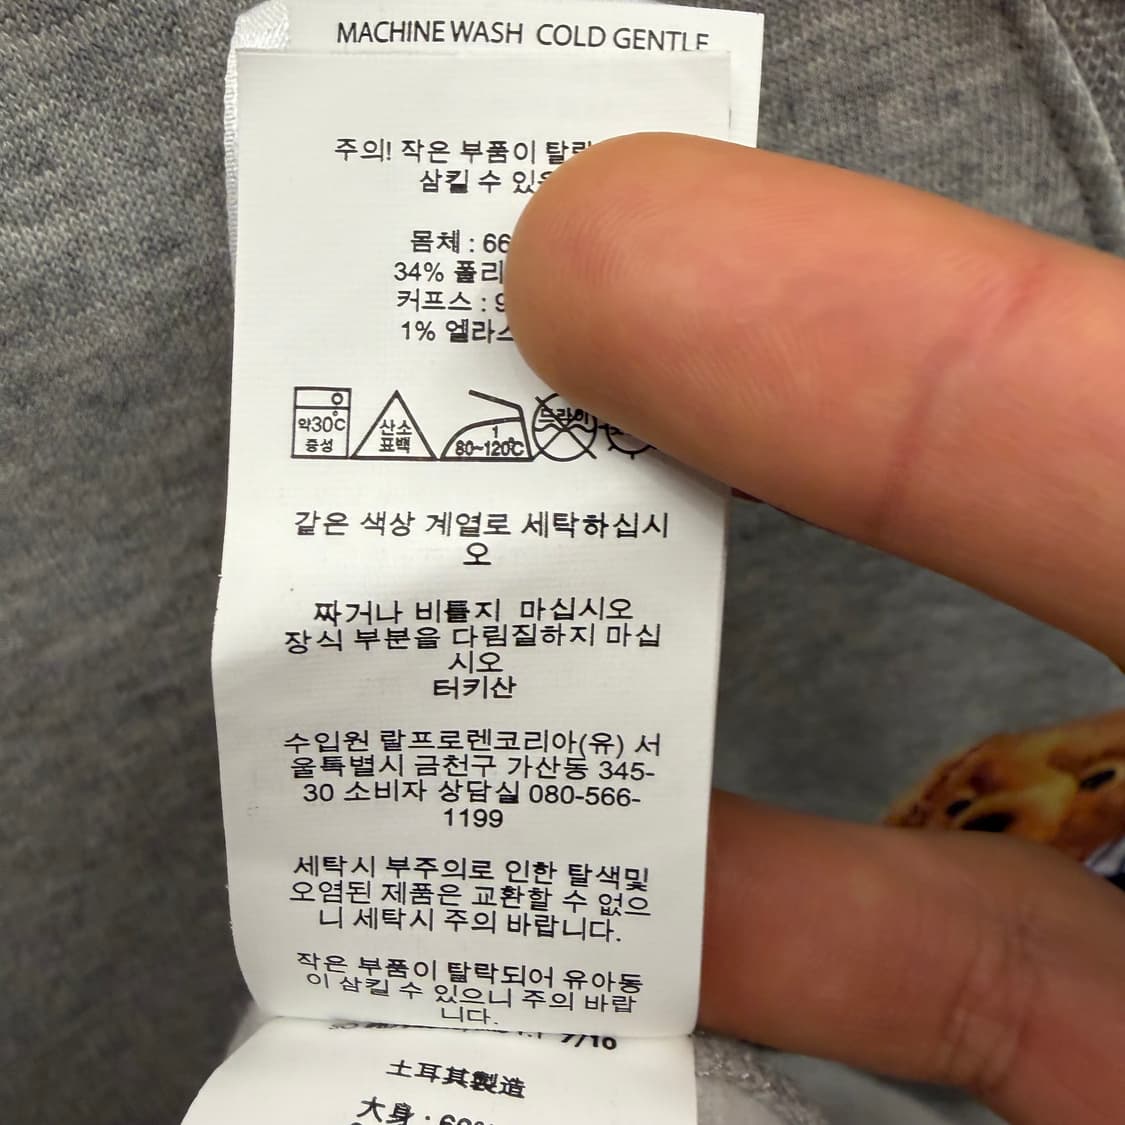 MACHINE WASH COLD GENTLE
주의! 작은 부품이
삼킬 수
몸체 :
34%
커프스 :
1%
약30℃
중성
산소
표백
1
80~120℃
드라이
같은 색상 계열로 세탁하십시
오
짜거나 비틀지 마십시오
장식 부분을 다림질하지 마십
시오
터키산
수입원 랄프로렌코리아(유) 서
울특별시 금천구 가산동 345-
30 소비자 상담실 080-566-
1199
세탁시 부주의로 인한 탈색및
오염된 제품은 교환할 수 없으
니 세탁시 주의 바랍니다.
작은 부품이 탈락되어 유아동
이 삼킬 수 있으니 주의 바랍
니다.
土耳其製造
大身 :